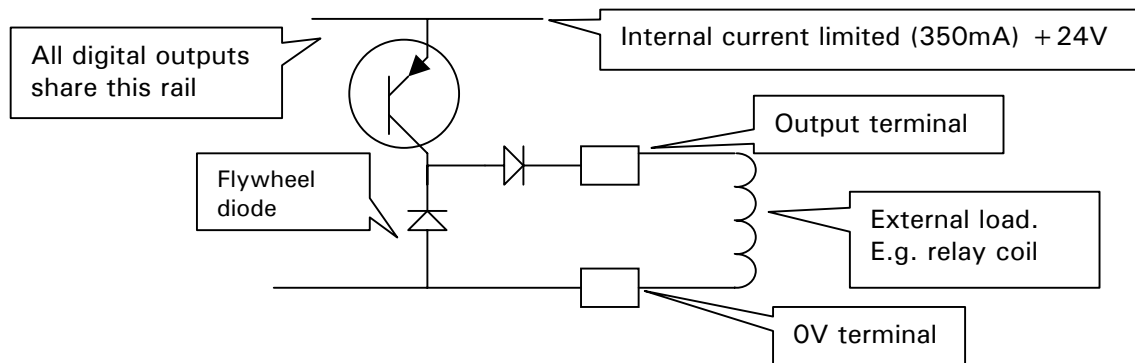 All digital outputs
share this rail
Internal current limited (350mA) +24V
Output terminal
Flywheel
diode
External load.
E.g. relay coil
0V terminal